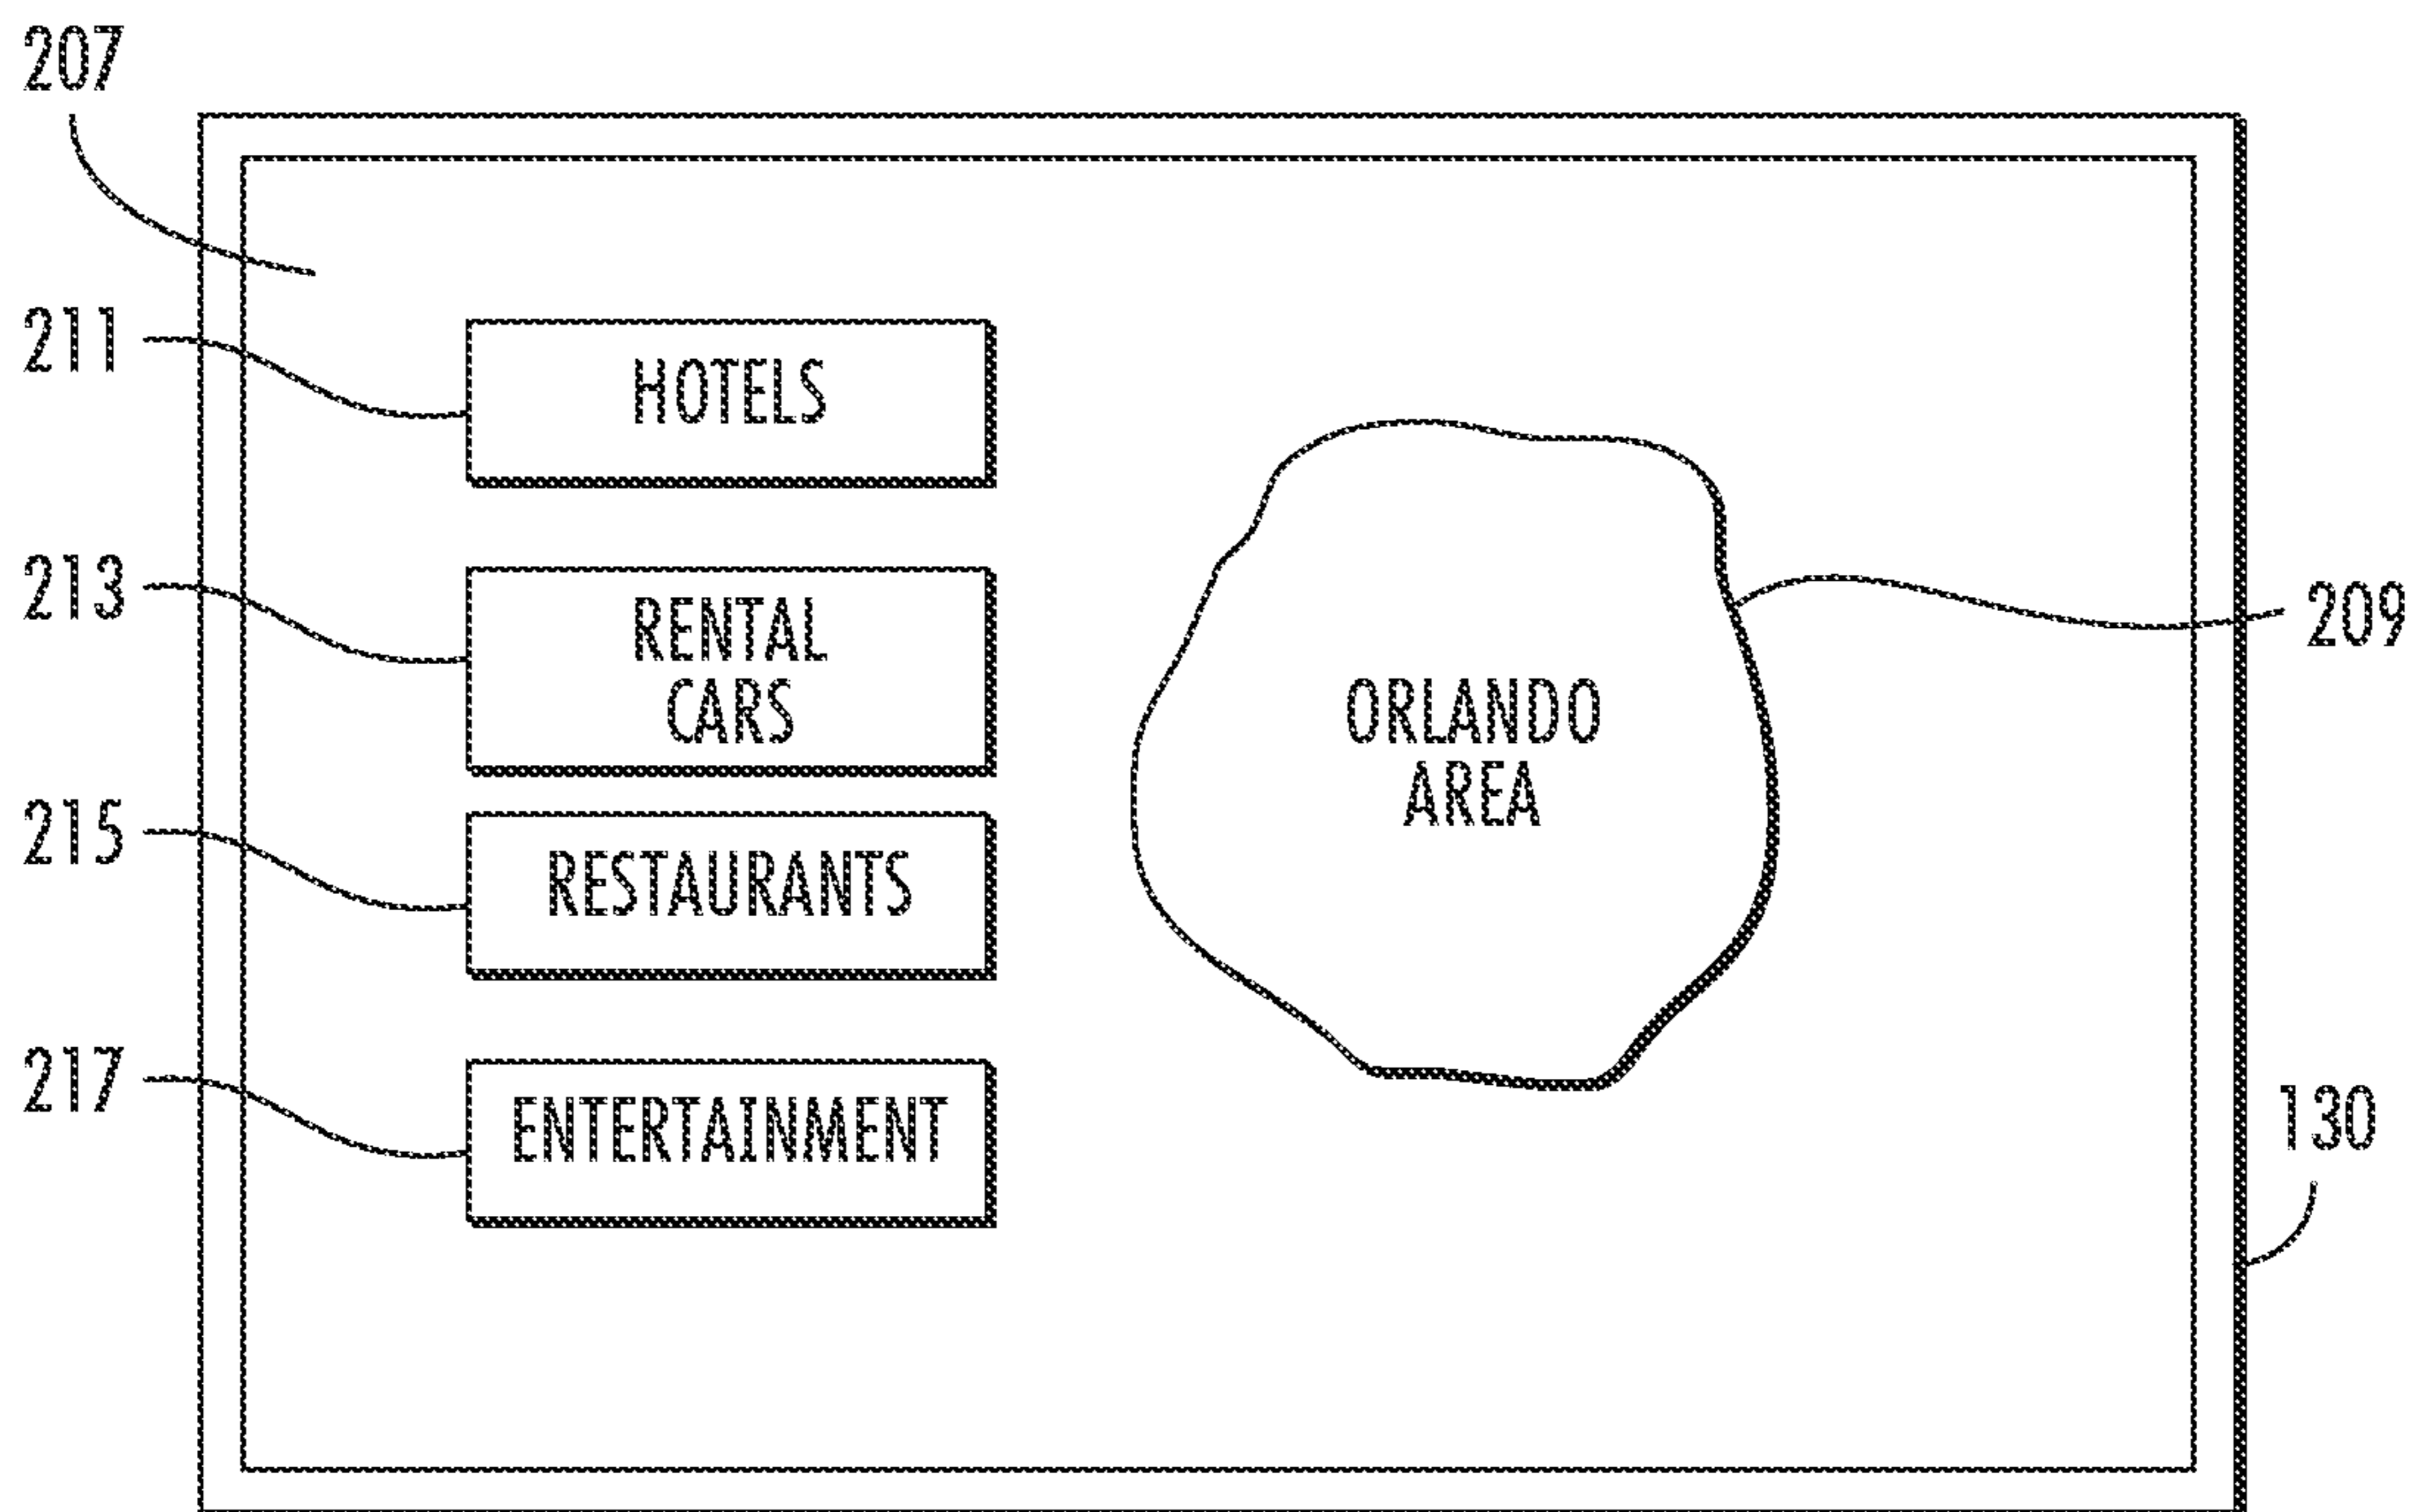 207
211
HOTELS
213
RENTAL
CARS
209
ORLANDO
AREA
215
RESTAURANTS
217
ENTERTAINMENT
130